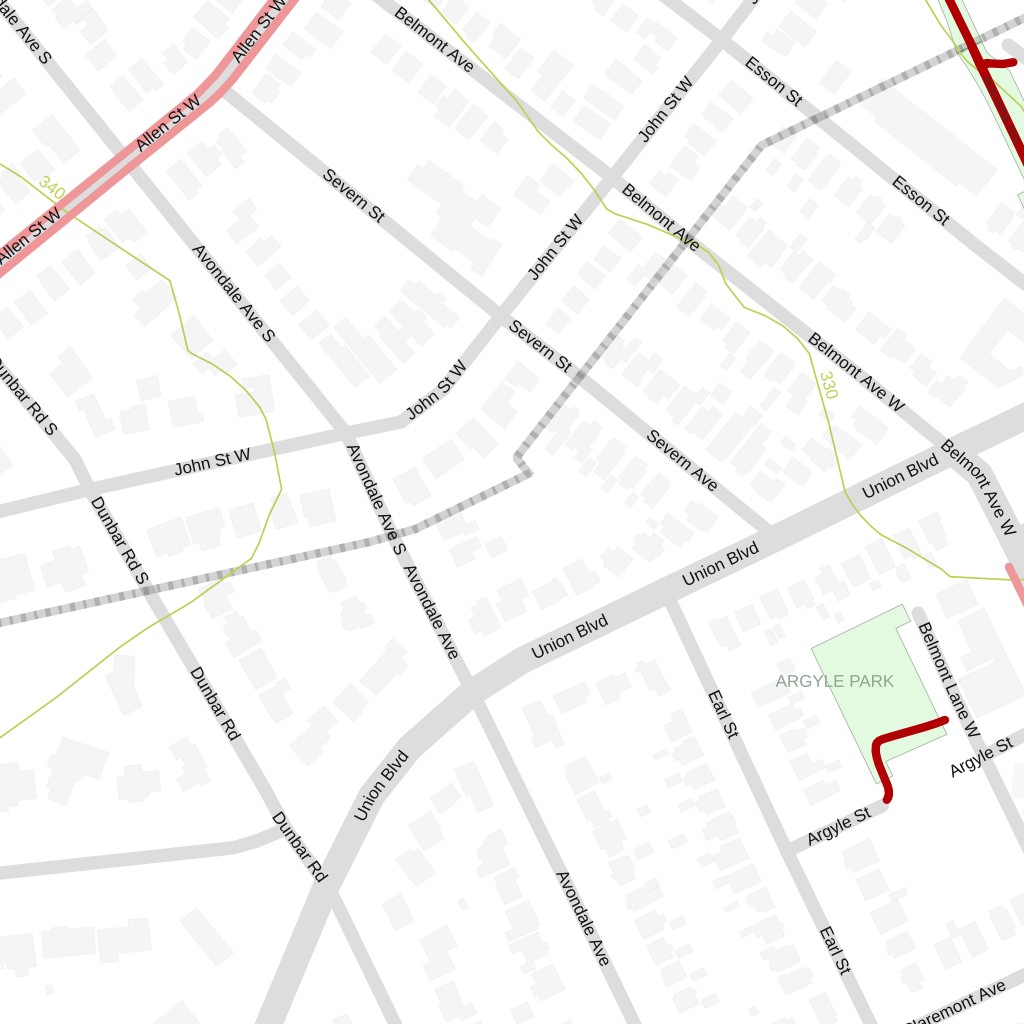 Allen St W
Belmont Ave
Esson St
John St W
Allen St W
340
Severn St
Belmont Ave
Esson St
Allen St W
John St W
Avondale Ave S
Severn St
Belmont Ave W
330
Dunbar Rd S
John St W
Severn Ave
John St W
Union Blvd
Belmont Ave W
Avondale Ave S
Dunbar Rd S
Union Blvd
Avondale Ave
Union Blvd
ARGYLE PARK
Belmont Lane W
Dunbar Rd
Earl St
Argyle St
Union Blvd
Argyle St
Dunbar Rd
Avondale Ave
Earl St